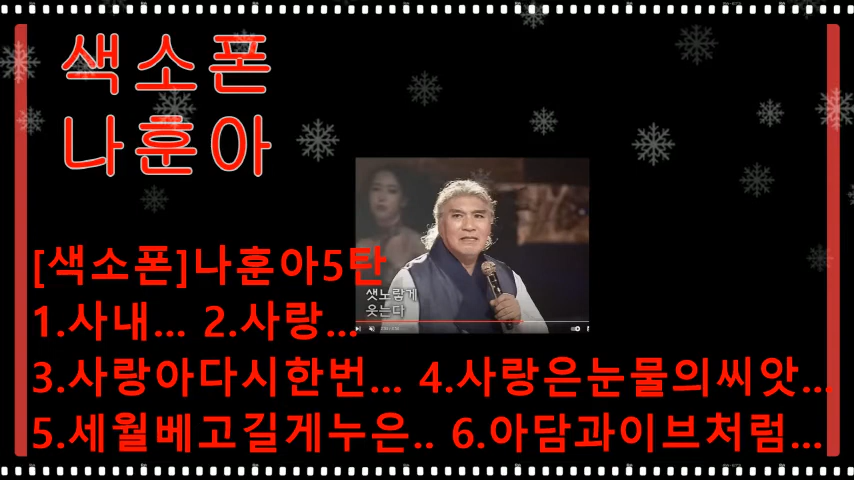 색소폰
나훈아
[색소폰]나훈아5탄
샛노랗게
웃는다
1.사내... 2.사랑...
3.사랑아다시한번... 4.사랑은눈물의씨앗...
5.세월베고길게누은.. 6.아담과이브처럼...